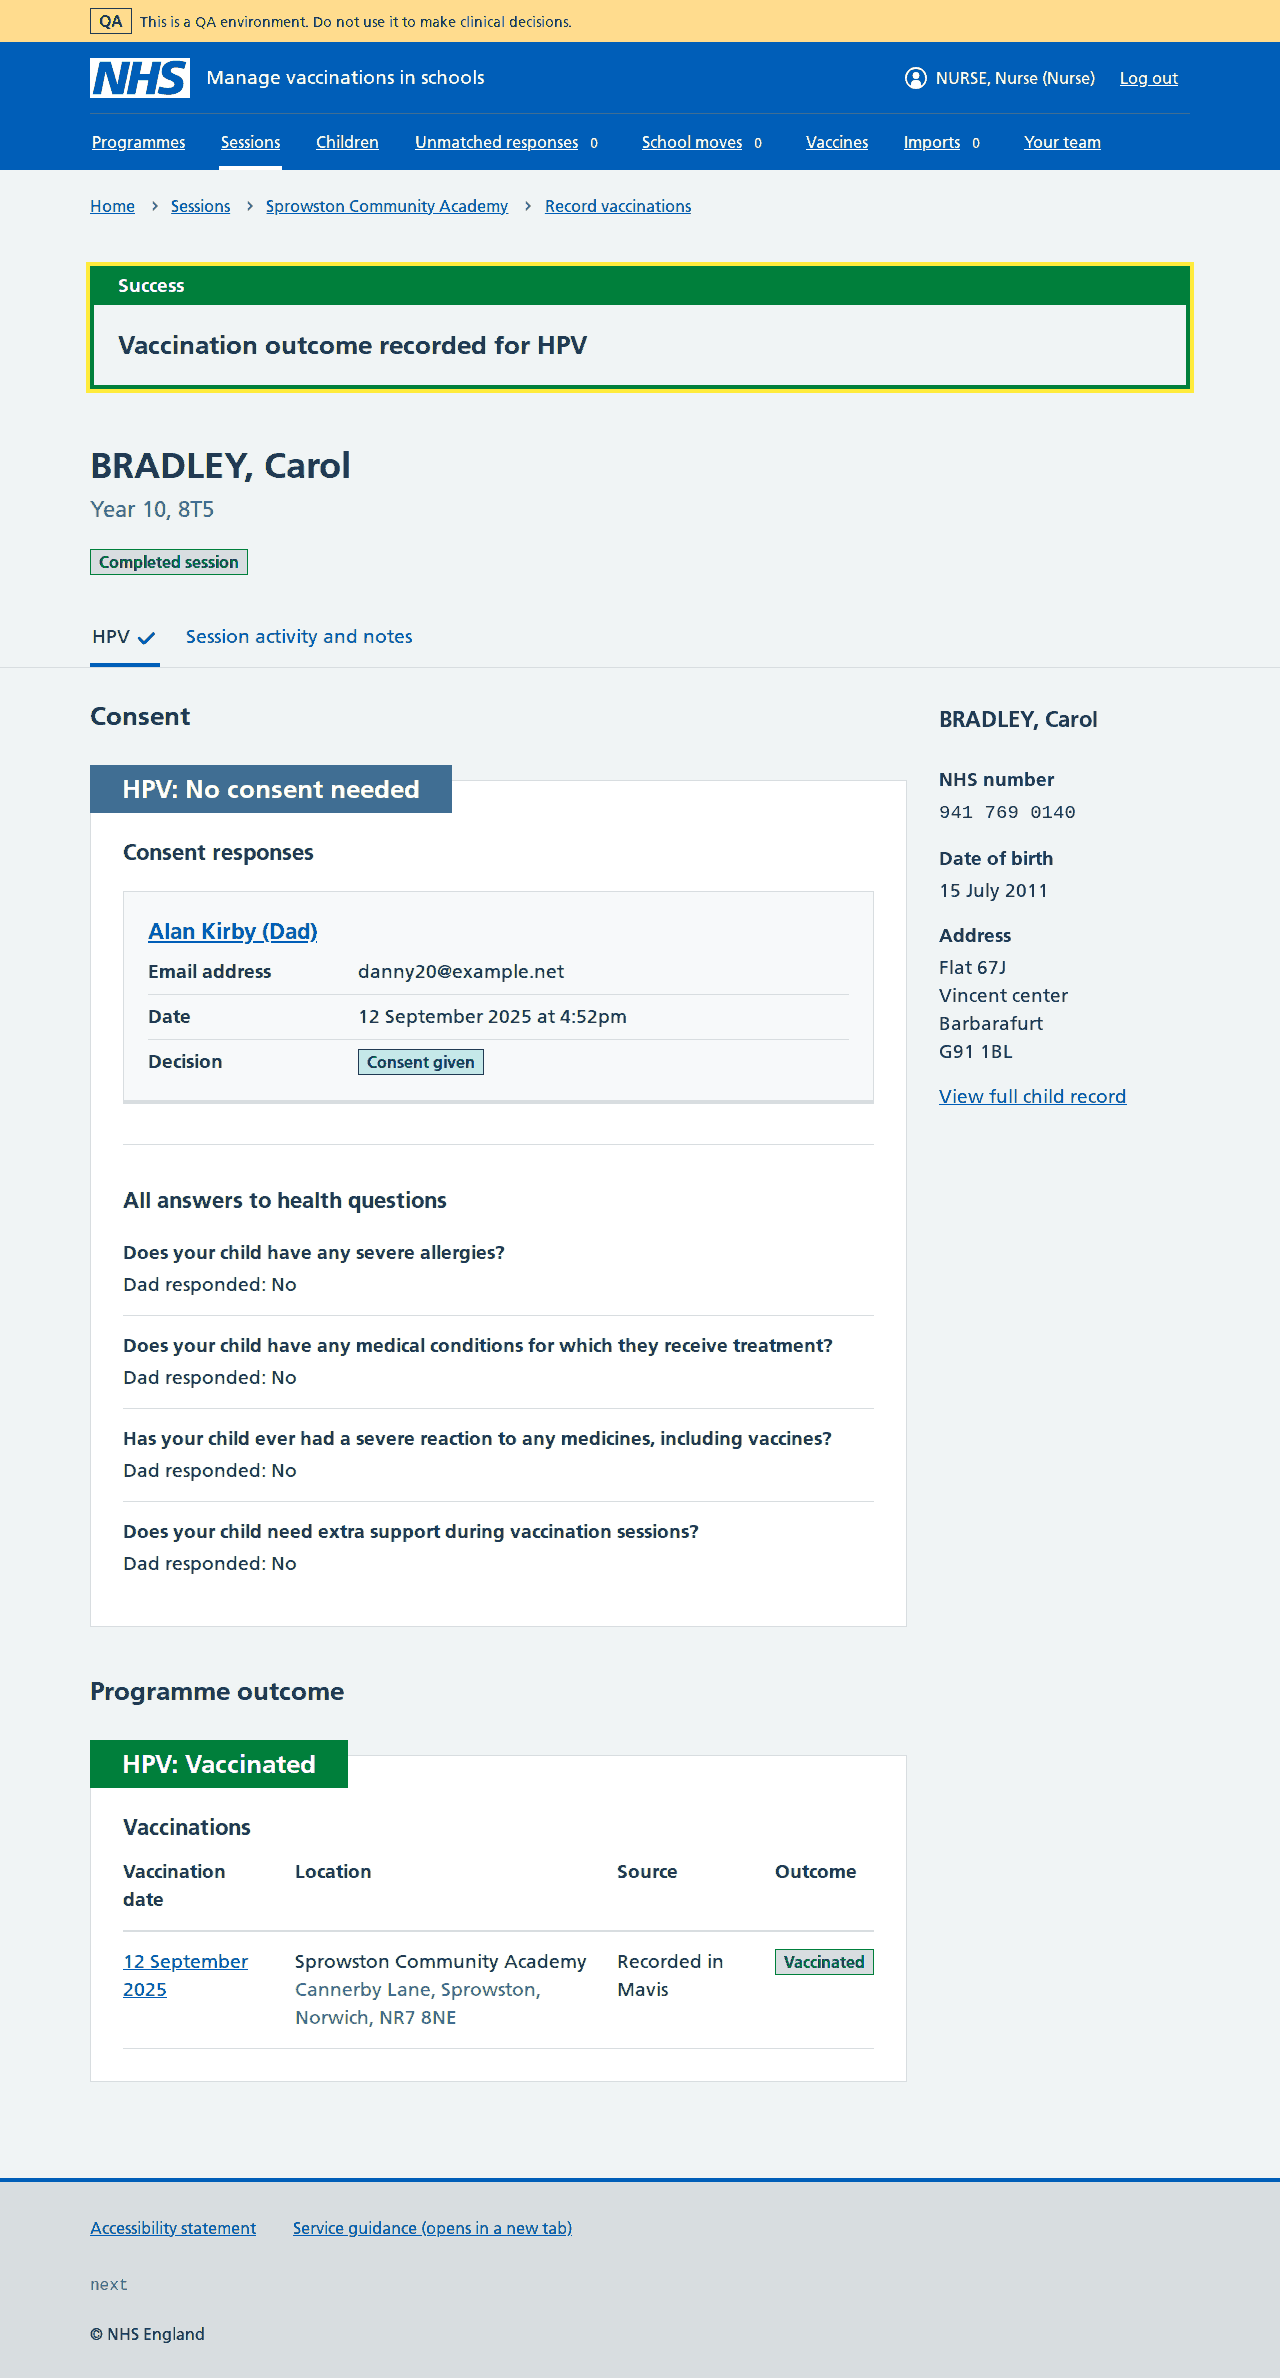 QA This is a QA environment. Do not use it to make clinical decisions.
NHS Manage vaccinations in schools NURSE, Nurse (Nurse) Log out
Programmes Sessions Children Unmatched responses 0 School moves 0 Vaccines Imports 0 Your team
Home Sessions Sprowston Community Academy Record vaccinations
Success
Vaccination outcome recorded for HPV
BRADLEY, Carol
Year 10, 8T5
Completed session
HPV Session activity and notes
Consent
HPV: No consent needed
Consent responses
Alan Kirby (Dad)
Email address danny20@example.net
Date 12 September 2025 at 4:52pm
Decision Consent given
All answers to health questions
Does your child have any severe allergies?
Dad responded: No
Does your child have any medical conditions for which they receive treatment?
Dad responded: No
Has your child ever had a severe reaction to any medicines, including vaccines?
Dad responded: No
Does your child need extra support during vaccination sessions?
Dad responded: No
BRADLEY, Carol
NHS number
941 769 0140
Date of birth
15 July 2011
Address
Flat 67J
Vincent center
Barbarafurt
G91 1BL
View full child record
Programme outcome
HPV: Vaccinated
Vaccinations
Vaccination Location Source Outcome
date
12 September Sprowston Community Academy Recorded in Vaccinated
2025 Cannerby Lane, Sprowston, Mavis
Norwich, NR7 8NE
Accessibility statement Service guidance (opens in a new tab)
next
© NHS England